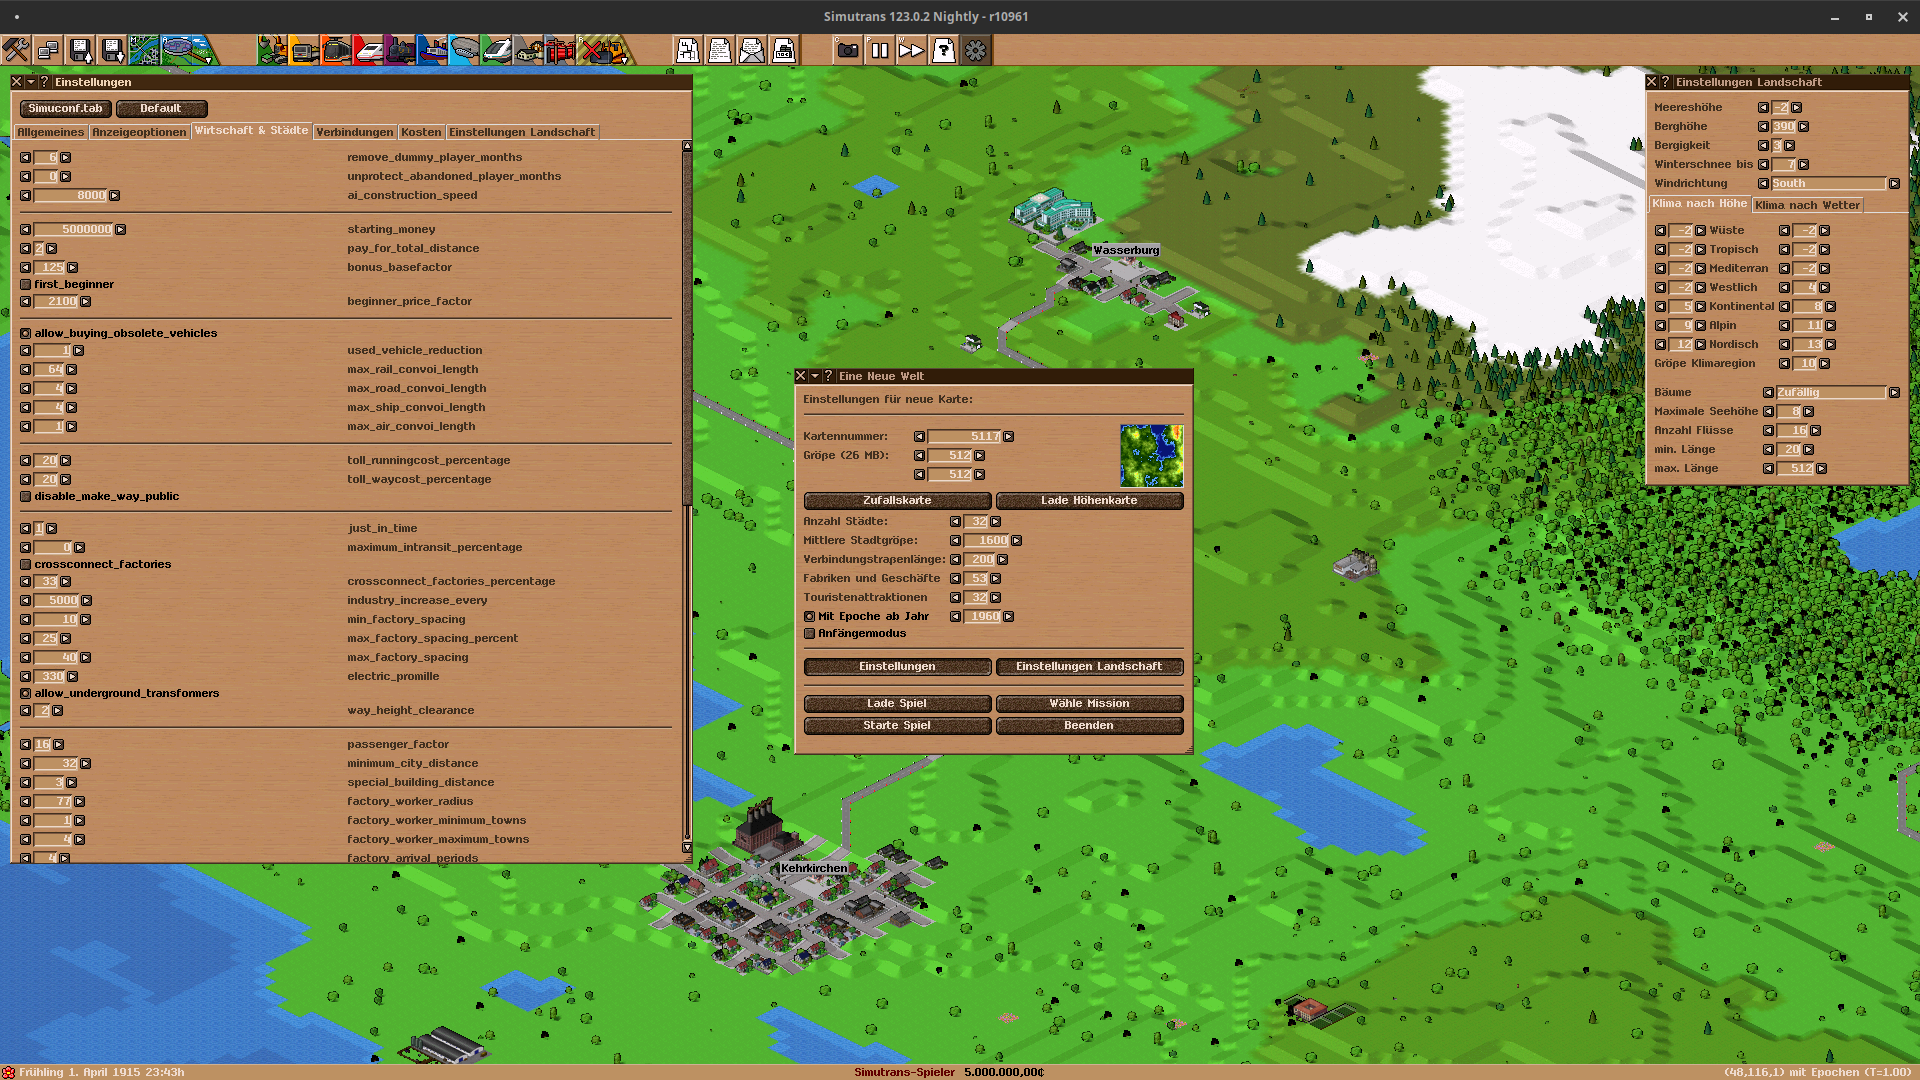 Simutrans 123.0.2 Nightly - r10961
Einstellungen
Simuconf.tab Default
Allgemeines Anzeigeoptionen Wirtschaft & Städte Verbindungen Kosten Einstellungen Landschaft
6 remove_dummy_player_months
0 unprotect_abandoned_player_months
8000 ai_construction_speed
5000000 starting_money
2 pay_for_total_distance
125 bonus_basefactor
first_beginner
2100 beginner_price_factor
allow_buying_obsolete_vehicles
1 used_vehicle_reduction
64 max_rail_convoi_length
4 max_road_convoi_length
4 max_ship_convoi_length
1 max_air_convoi_length
20 toll_runningcost_percentage
20 toll_waycost_percentage
disable_make_way_public
1 just_in_time
0 maximum_intransit_percentage
crossconnect_factories
33 crossconnect_factories_percentage
5000 industry_increase_every
10 min_factory_spacing
25 max_factory_spacing_percent
40 max_factory_spacing
330 electric_promille
allow_underground_transformers
2 way_height_clearance
16 passenger_factor
32 minimum_city_distance
3 special_building_distance
77 factory_worker_radius
1 factory_worker_minimum_towns
4 factory_worker_maximum_towns
4 factory_arrival_periods
Wasserburg
Eine Neue Welt
Einstellungen für neue Karte:
Kartennummer: 5117
Größe (26 MB): 512
512
Zufallskarte Lade Höhenkarte
Anzahl Städte: 32
Mittlere Stadtgröße: 1600
Verbindungstraßenlänge: 200
Fabriken und Geschäfte 53
Touristenattraktionen 32
Mit Epoche ab Jahr 1960
Anfängermodus
Einstellungen Einstellungen Landschaft
Lade Spiel Wähle Mission
Starte Spiel Beenden
Kehrkirchen
Einstellungen Landschaft
Meereshöhe -2
Berghöhe 390
Bergigkeit 3
Winterschnee bis 7
Windrichtung South
Klima nach Höhe Klima nach Wetter
-2 Wüste -2
-2 Tropisch -2
-2 Mediterran -2
-2 Westlich 4
5 Kontinental 8
9 Alpin 11
12 Nordisch 13
Größe Klimaregion 10
Bäume Zufällig
Maximale Seehöhe 8
Anzahl Flüsse 16
min. Länge 20
max. Länge 512
Frühling 1. April 1915 23:43h
Simutrans-Spieler 5.000.000,00¢
(48,116,1) mit Epochen (T=1.00)